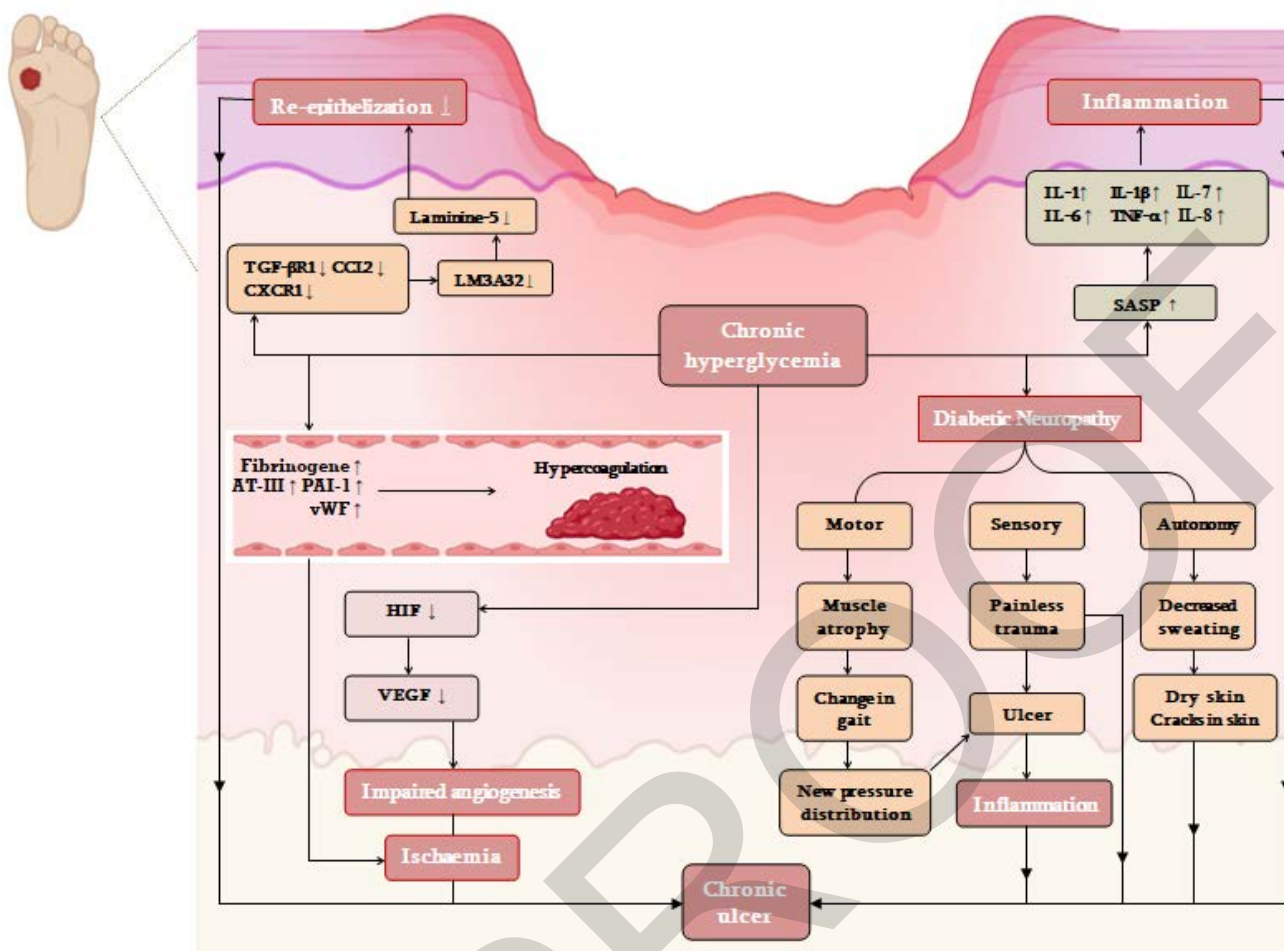 Re-epithelization ↓
Inflammation
IL-1↑ IL-1β↑ IL-7↑
IL-6↑ TNF-α↑ IL-8↑
SASP ↑
Laminine-5↓
TGF-βR1↓ CCL2↓
CXCR1↓
LM3A32↓
Chronic
hyperglycemia
Diabetic Neuropathy
Fibrinogene↑
AT-III↑ PAI-1↑
vWF↑
Hypercoagulation
Motor
Sensory
Autonomy
Muscle
atrophy
Painless
trauma
Decreased
sweating
HIF ↓
VEGF ↓
Change in
gait
Ulcer
Dry skin
Cracks in skin
Impaired angiogenesis
New pressure
distribution
Inflammation
Ischaemia
Chronic
ulcer
PROOF